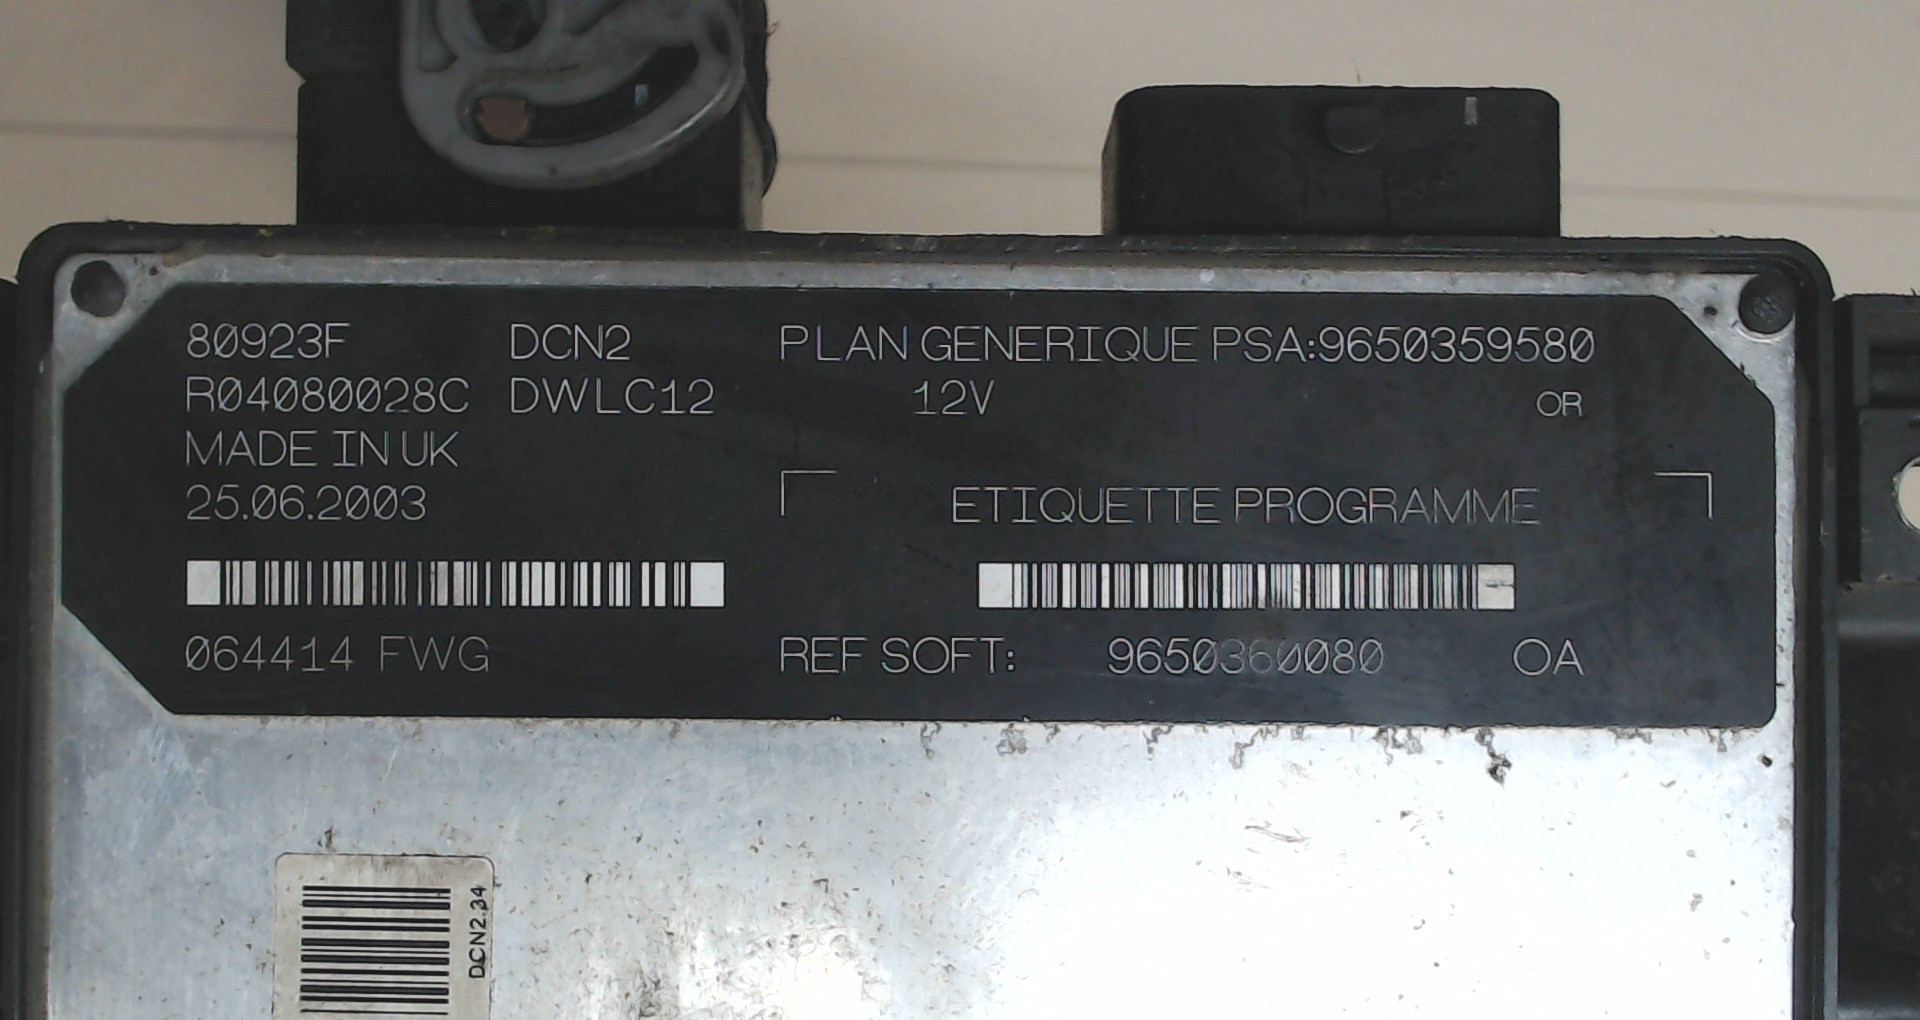 80923F DCN2 PLAN GENERIQUE PSA:9650359580
R04080028C DWLC12 12V OR
MADE IN UK
25.06.2003
ETIQUETTE PROGRAMME
064414 FWG REF SOFT: 9650360080 OA
DCN2.34